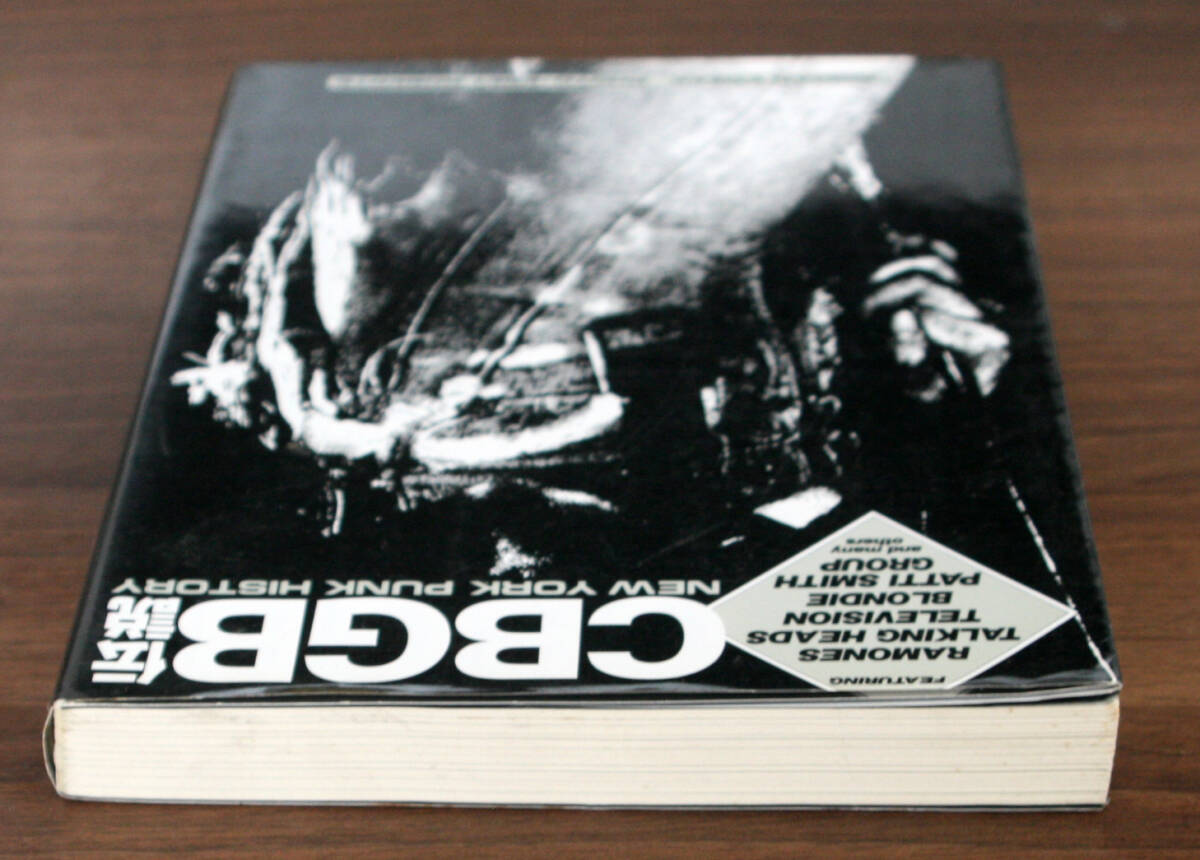 FEATURING
RAMONES
TALKING HEADS
TELEVISION
BLONDIE
PATTI SMITH
GROUP
and many
others
CBGB伝説
NEW YORK PUNK HISTORY